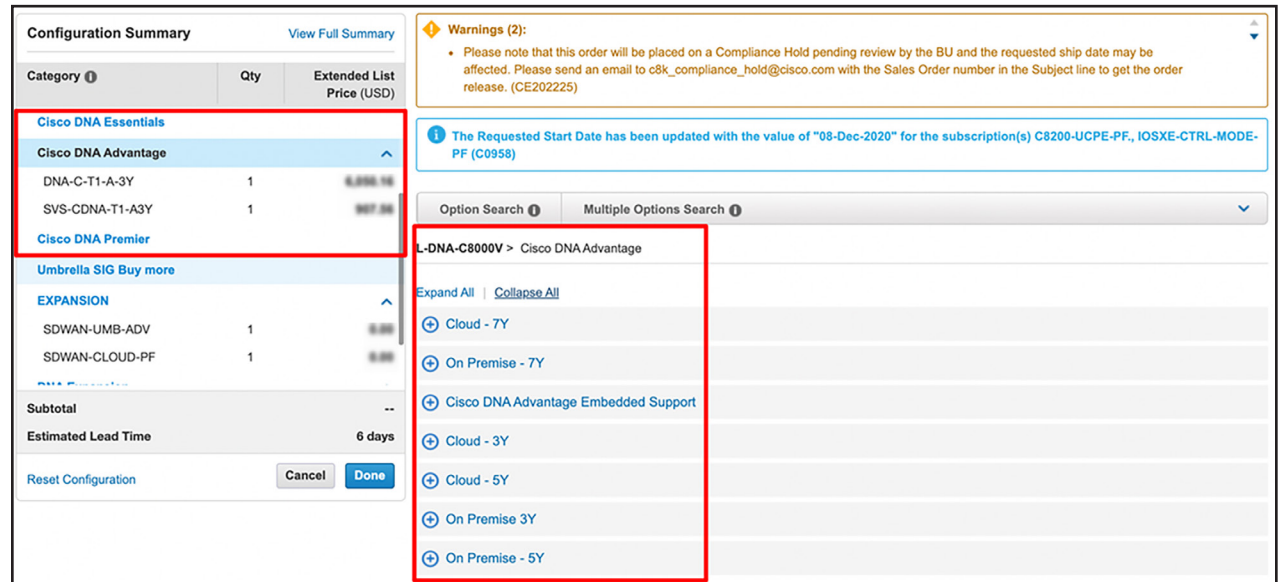 Configuration Summary
View Full Summary
Category
Qty
Extended List
Price (USD)
Cisco DNA Essentials
Cisco DNA Advantage
DNA-C-T1-A-3Y 1
SVS-CDNA-T1-A3Y 1
Cisco DNA Premier
Umbrella SIG Buy more
EXPANSION
SDWAN-UMB-ADV 1
SDWAN-CLOUD-PF 1
Subtotal --
Estimated Lead Time 6 days
Reset Configuration
Cancel
Done
Warnings (2):
• Please note that this order will be placed on a Compliance Hold pending review by the BU and the requested ship date may be
affected. Please send an email to c8k_compliance_hold@cisco.com with the Sales Order number in the Subject line to get the order
release. (CE202225)
The Requested Start Date has been updated with the value of "08-Dec-2020" for the subscription(s) C8200-UCPE-PF., IOSXE-CTRL-MODE-
PF (C0958)
Option Search
Multiple Options Search
L-DNA-C8000V > Cisco DNA Advantage
Expand All | Collapse All
Cloud - 7Y
On Premise - 7Y
Cisco DNA Advantage Embedded Support
Cloud - 3Y
Cloud - 5Y
On Premise 3Y
On Premise - 5Y